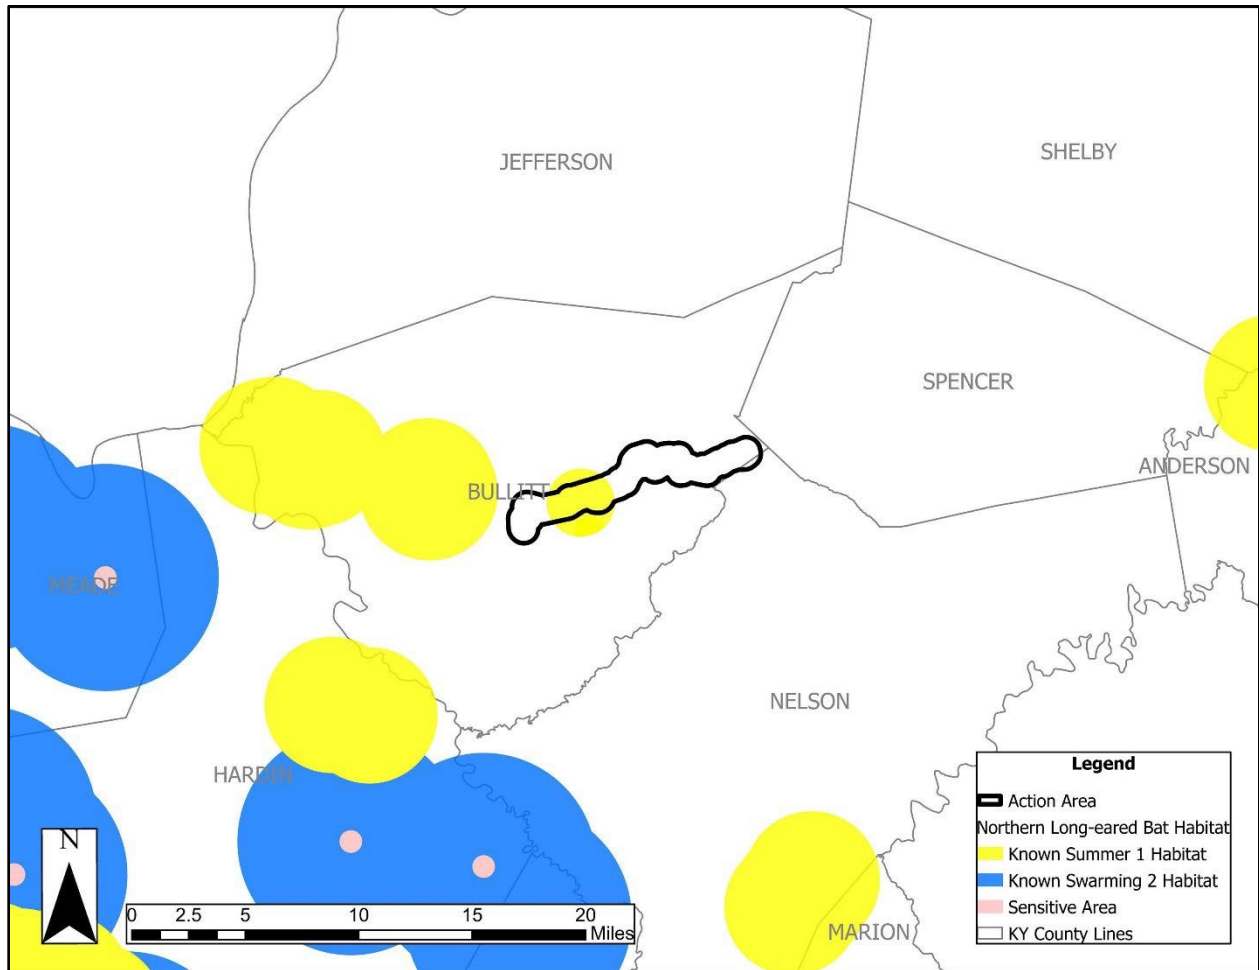 JEFFERSON
SHELBY
SPENCER
ANDERSON
BULLITT
MEADE
NELSON
HARDIN
MARION
N
0 2.5 5 10 15 20
Miles
Legend
Action Area
Northern Long-eared Bat Habitat
Known Summer 1 Habitat
Known Swarming 2 Habitat
Sensitive Area
KY County Lines